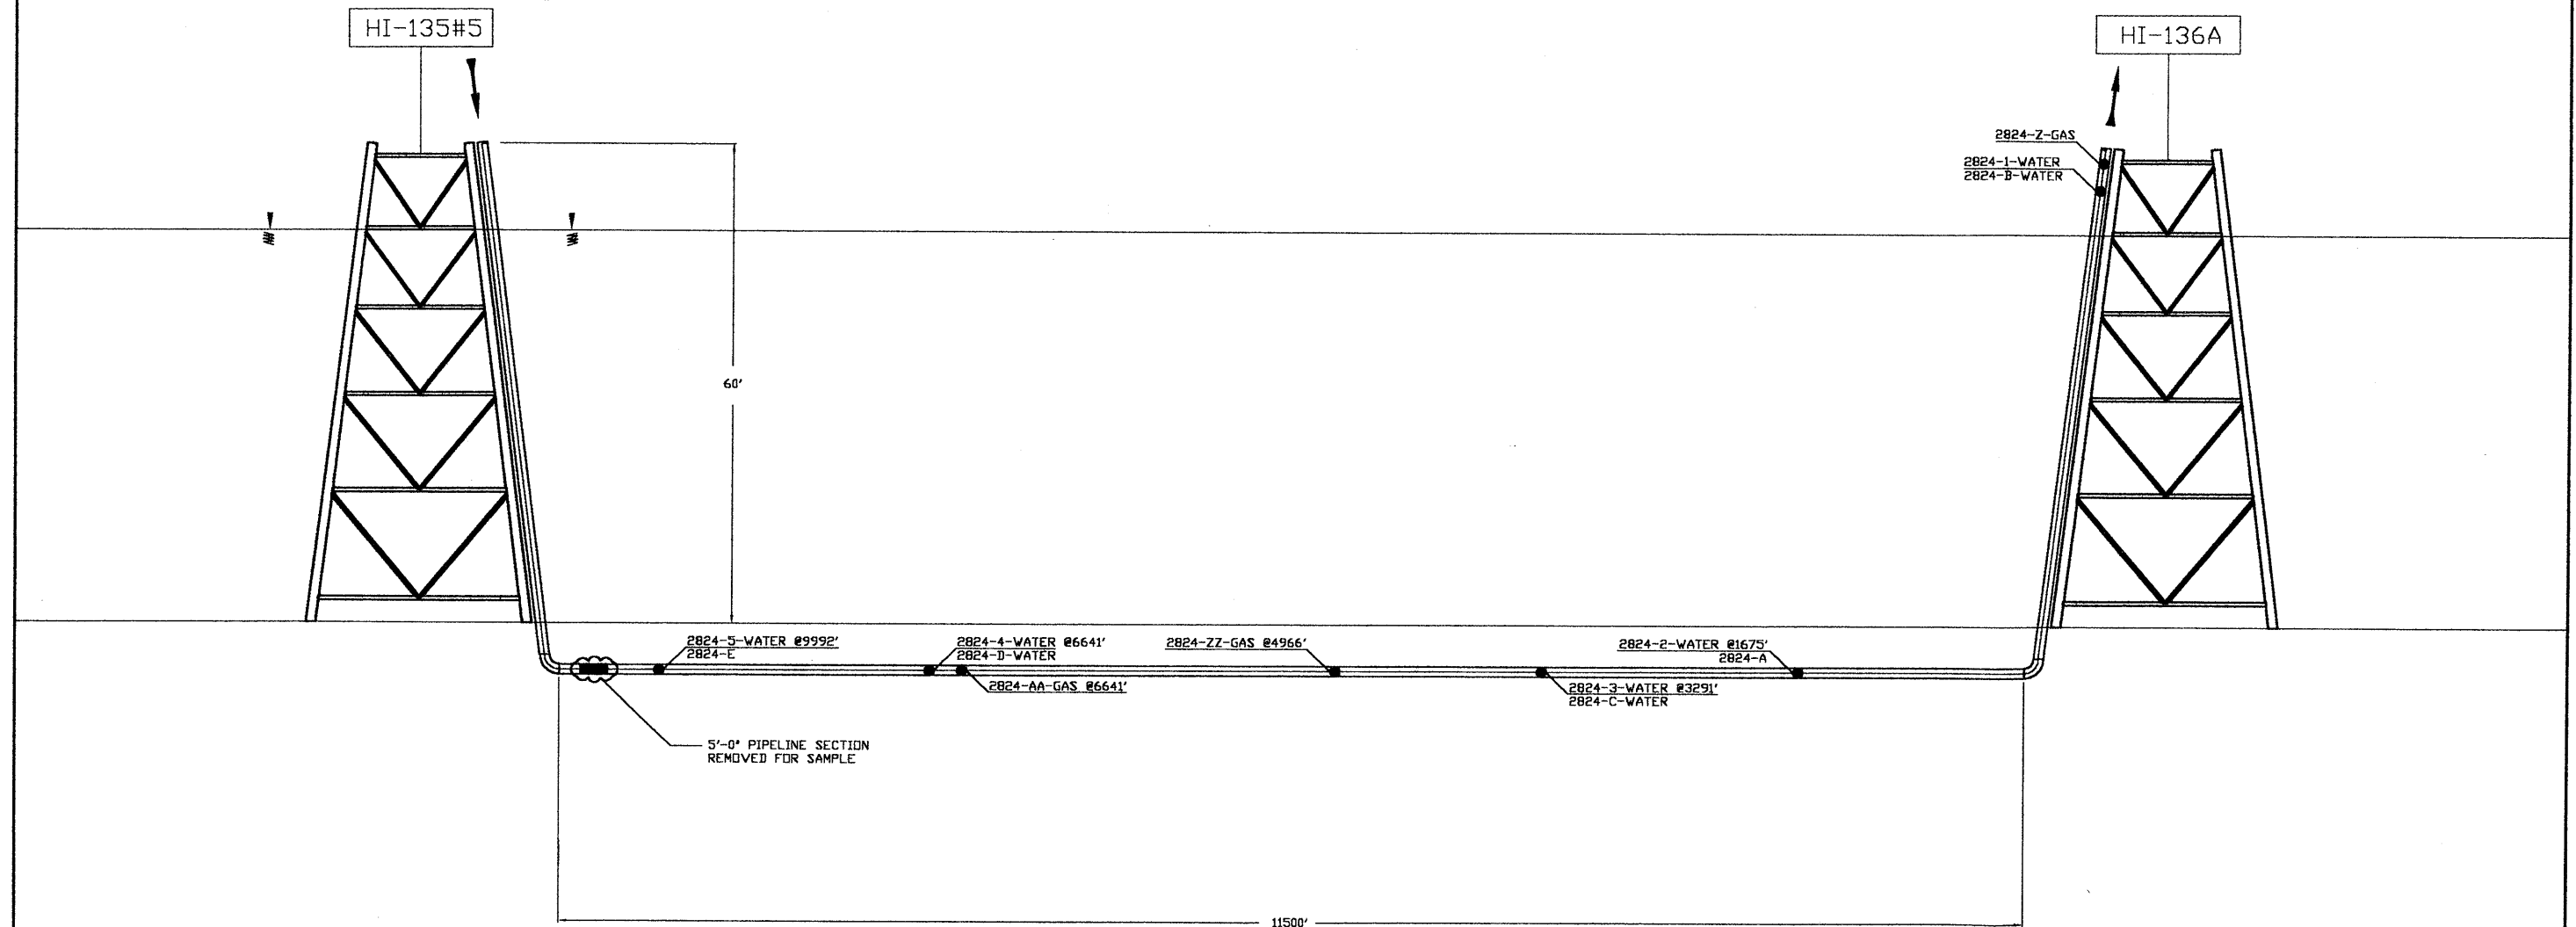 HI-135#5
HI-136A
2824-Z-GAS
2824-1-WATER
2824-B-WATER
60'
2824-5-WATER @9992'
2824-E
2824-4-WATER @6641'
2824-D-WATER
2824-AA-GAS @6641'
2824-ZZ-GAS @4966'
2824-2-WATER @1675'
2824-A
2824-3-WATER @3291'
2824-C-WATER
5'-0" PIPELINE SECTION
REMOVED FOR SAMPLE
11500'